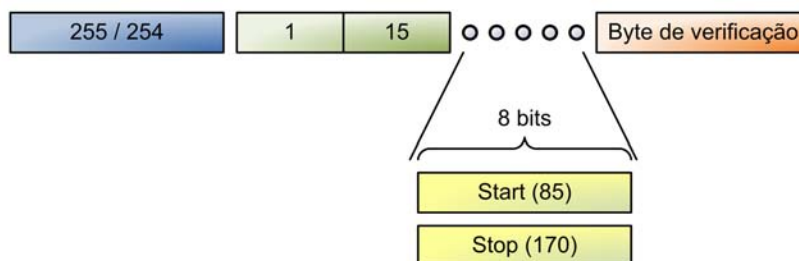 255 / 254
1
15
Byte de verificação
8 bits
Start (85)
Stop (170)